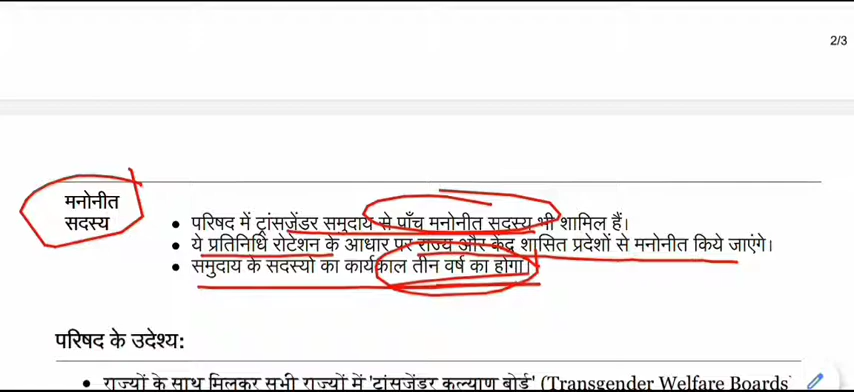 2/3
मनोनीत
सदस्य
• परिषद में ट्रांसजेंडर समुदाय से पाँच मनोनीत सदस्य भी शामिल हैं।
• ये प्रतिनिधि रोटेशन के आधार पर राज्य और केंद्र शासित प्रदेशों से मनोनीत किये जाएंगे।
• समुदाय के सदस्यों का कार्यकाल तीन वर्ष का होगा।
परिषद के उदेश्य:
• राज्यों के साथ मिलकर सभी राज्यों में 'ट्रांसजेंडर कल्याण बोर्ड' (Transgender Welfare Boards)